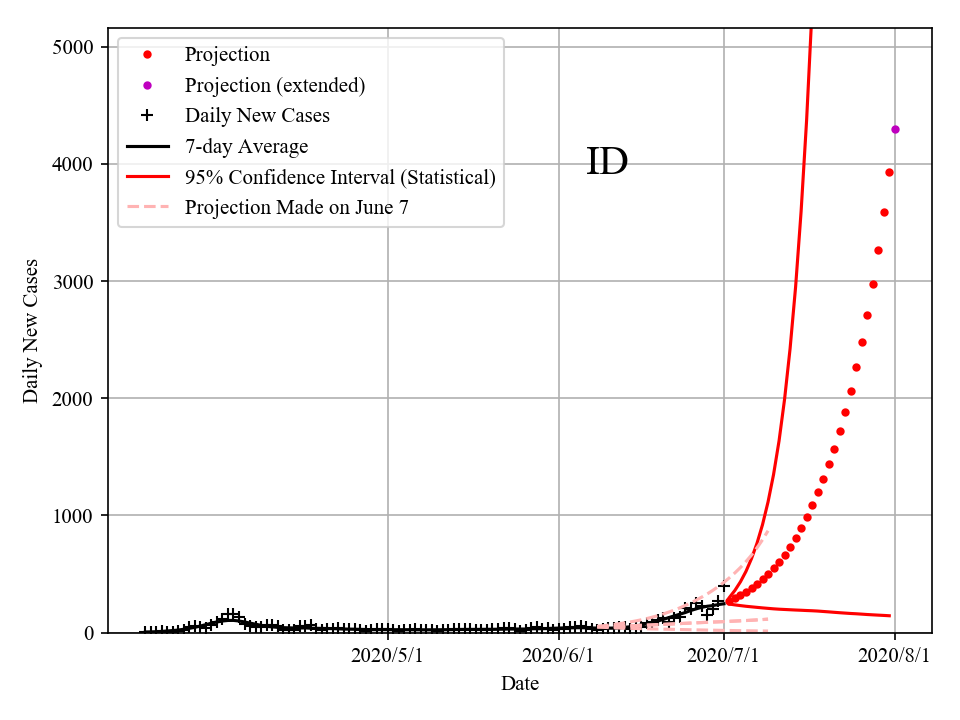 Projection
Projection (extended)
Daily New Cases
7-day Average
95% Confidence Interval (Statistical)
Projection Made on June 7
ID
5000
4000
3000
2000
1000
0
Daily New Cases
2020/5/1
2020/6/1
2020/7/1
2020/8/1
Date